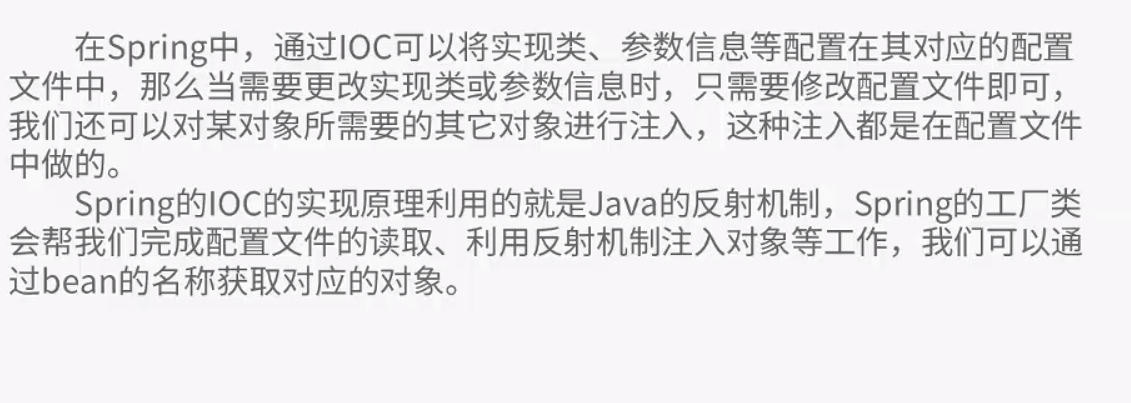 在Spring中，通过IOC可以将实现类、参数信息等配置在其对应的配置
文件中，那么当需要更改实现类或参数信息时，只需要修改配置文件即可，
我们还可以对某对象所需要的其它对象进行注入，这种注入都是在配置文件
中做的。
Spring的IOC的实现原理利用的就是Java的反射机制，Spring的工厂类
会帮我们完成配置文件的读取、利用反射机制注入对象等工作，我们可以通
过bean的名称获取对应的对象。